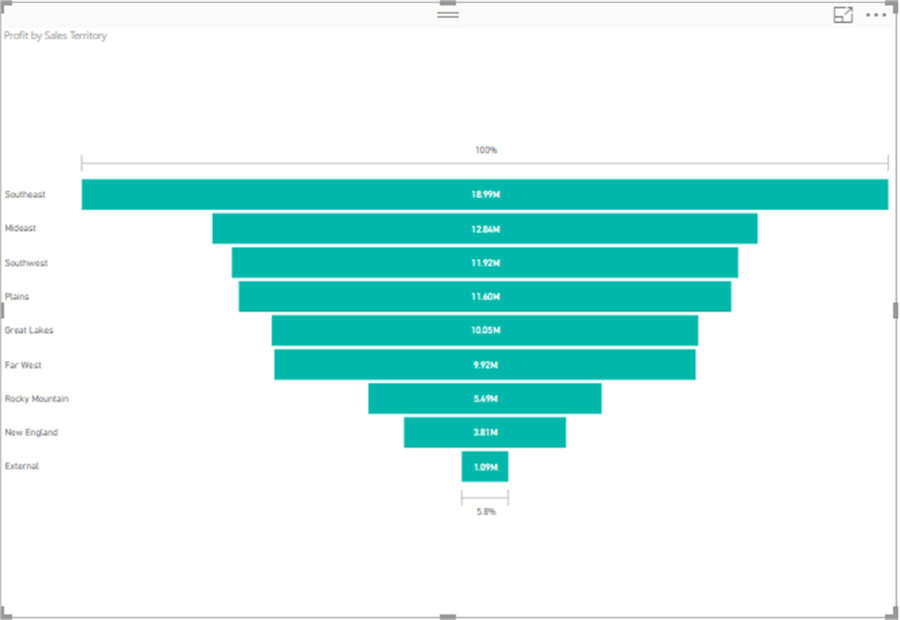 Profit by Sales Territory
100%
Southeast 18.99M
Mideast 12.84M
Southwest 11.92M
Plains 11.60M
Great Lakes 10.05M
Far West 9.92M
Rocky Mountain 5.49M
New England 3.81M
External 1.09M
5.8%